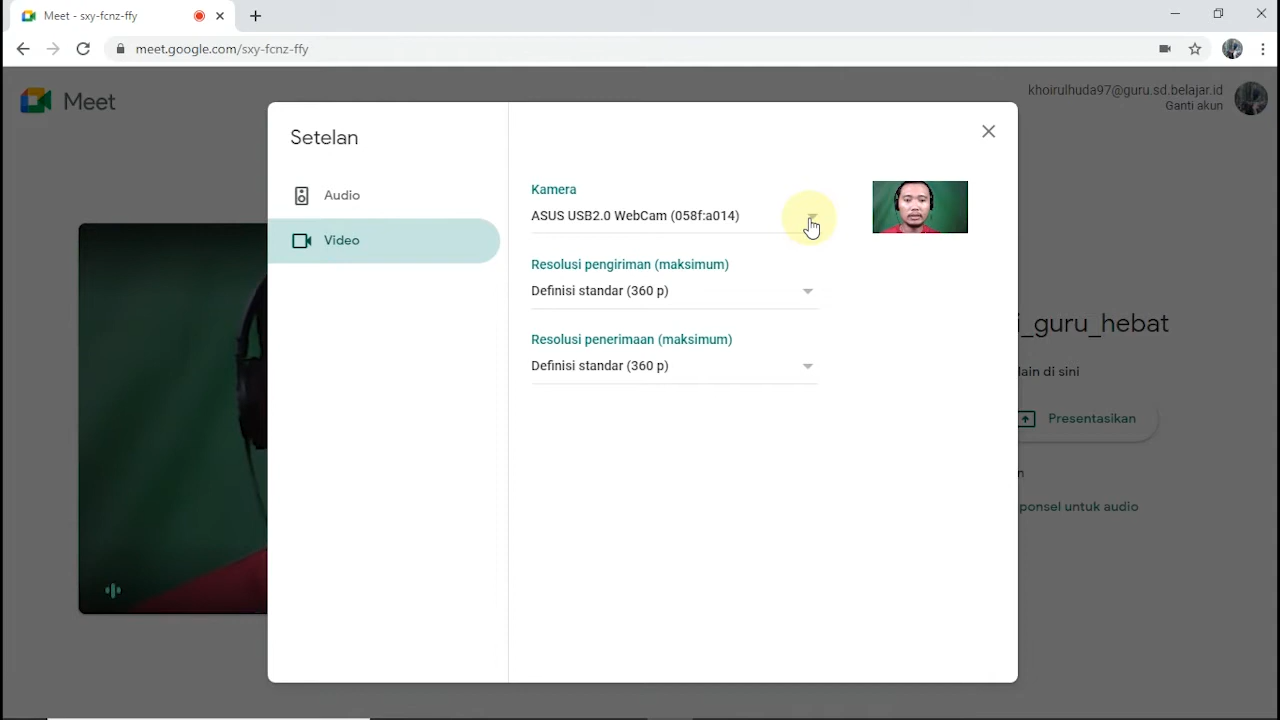 Meet - sxy-fcnz-ffy
meet.google.com/sxy-fcnz-ffy
Meet
khoirulhuda97@guru.sd.belajar.id
Ganti akun
Setelan
Audio
Video
Kamera
ASUS USB2.0 WebCam (058f:a014)
Resolusi pengiriman (maksimum)
Definisi standar (360 p)
Resolusi penerimaan (maksimum)
Definisi standar (360 p)
i_guru_hebat
lain di sini
Presentasikan
n
ponsel untuk audio